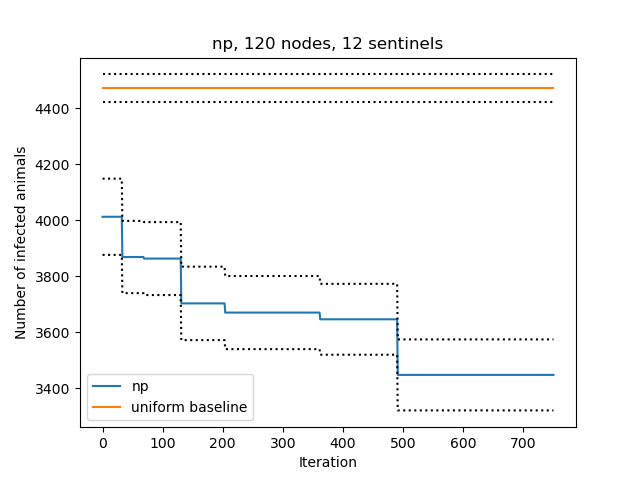 np, 120 nodes, 12 sentinels
Number of infected animals
4400
4200
4000
3800
3600
3400
np
uniform baseline
0 100 200 300 400 500 600 700
Iteration